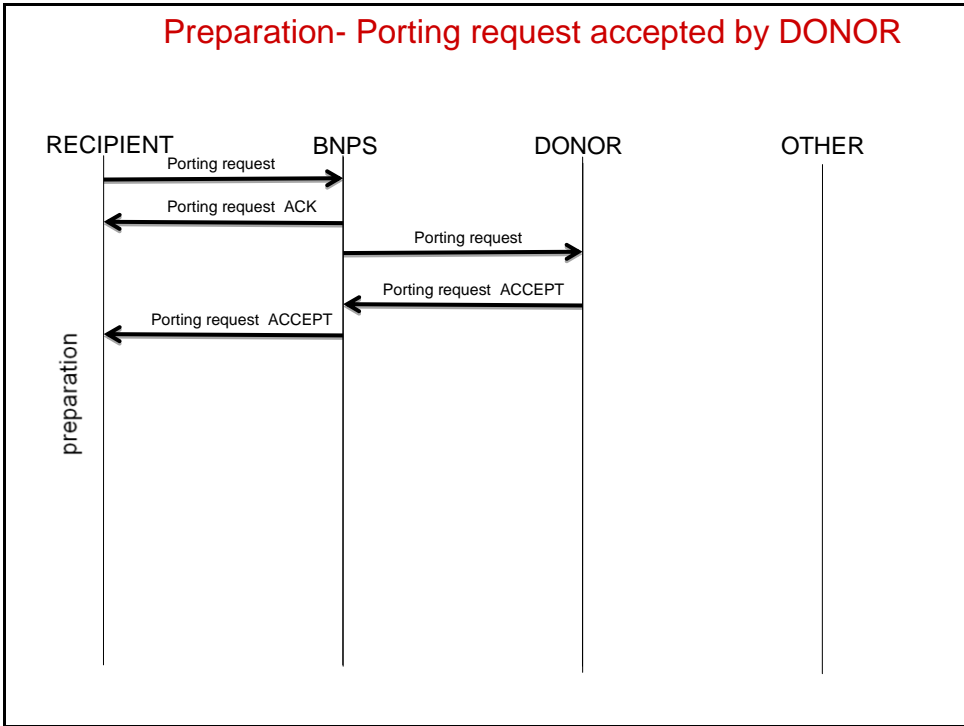 Preparation- Porting request accepted by DONOR
RECIPIENT BNPS DONOR OTHER
Porting request
Porting request ACK
Porting request
Porting request ACCEPT
Porting request ACCEPT
preparation